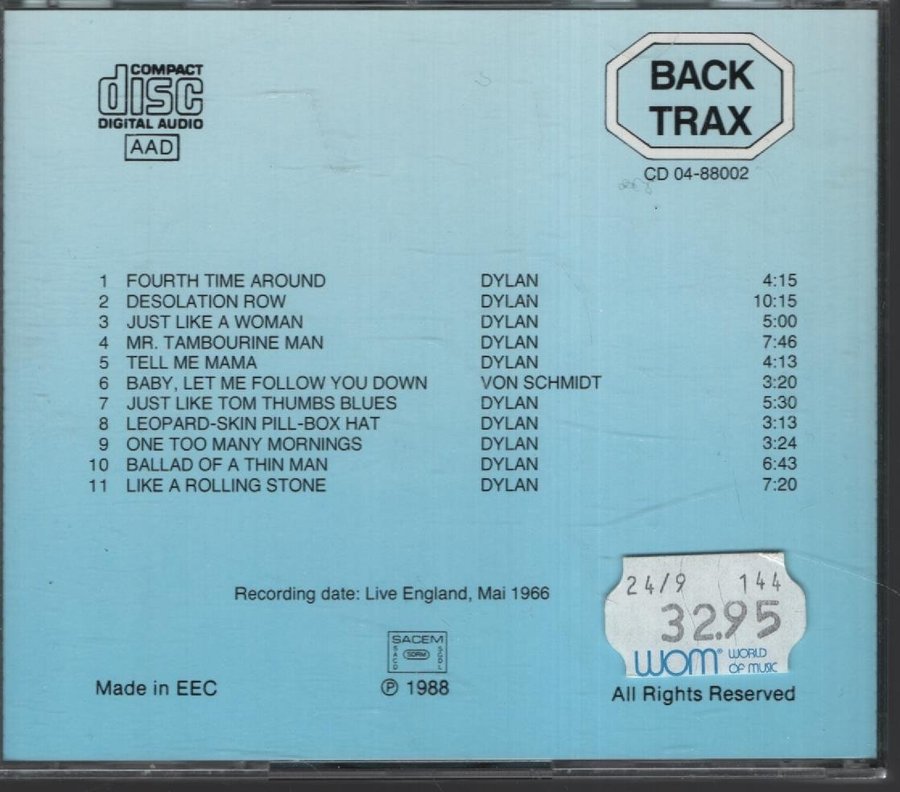 COMPACT
disc
DIGITAL AUDIO
AAD
BACK
TRAX
CD 04-88002
1 FOURTH TIME AROUND DYLAN 4:15
2 DESOLATION ROW DYLAN 10:15
3 JUST LIKE A WOMAN DYLAN 5:00
4 MR. TAMBOURINE MAN DYLAN 7:46
5 TELL ME MAMA DYLAN 4:13
6 BABY, LET ME FOLLOW YOU DOWN VON SCHMIDT 3:20
7 JUST LIKE TOM THUMBS BLUES DYLAN 5:30
8 LEOPARD-SKIN PILL-BOX HAT DYLAN 3:13
9 ONE TOO MANY MORNINGS DYLAN 3:24
10 BALLAD OF A THIN MAN DYLAN 6:43
11 LIKE A ROLLING STONE DYLAN 7:20
Recording date: Live England, Mai 1966
24/9 144
32.95
WOM® WORLD
OF MUSIC
SACEM
SACD SDRM SGDL
Made in EEC
℗ 1988
All Rights Reserved